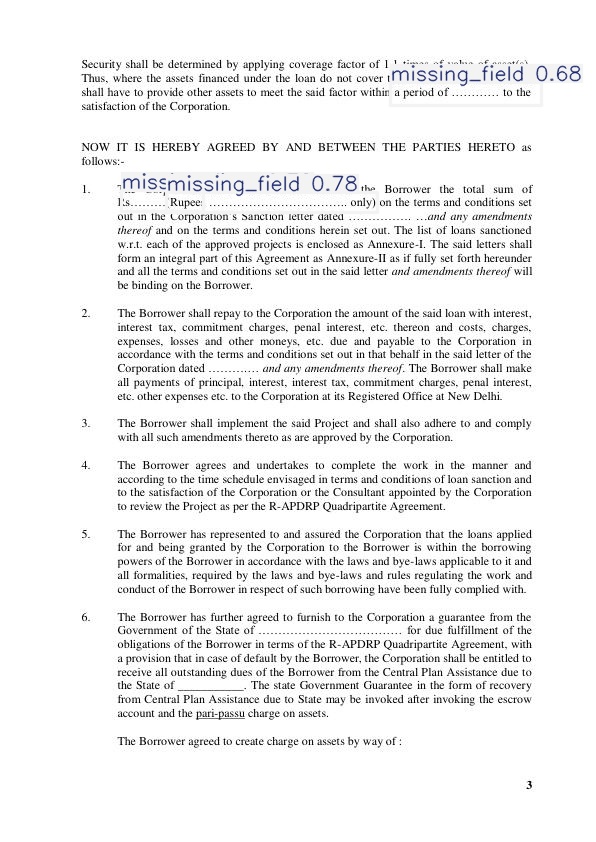 Security shall be determined by applying coverage factor of 1.1 times of value of asset(s).
Thus, where the assets financed under the loan do not cover
missing_field 0.68
shall have to provide other assets to meet the said factor within a period of ………… to the
satisfaction of the Corporation.
NOW IT IS HEREBY AGREED BY AND BETWEEN THE PARTIES HERETO as
follows:-
missing_field 0.78
1. the Borrower the total sum of
Rupees …………………………….. only) on the terms and conditions set
out in the Corporation's Sanction letter dated …………… …and any amendments
thereof and on the terms and conditions herein set out. The list of loans sanctioned
w.r.t. each of the approved projects is enclosed as Annexure-I. The said letters shall
form an integral part of this Agreement as Annexure-II as if fully set forth hereunder
and all the terms and conditions set out in the said letter and amendments thereof will
be binding on the Borrower.
2. The Borrower shall repay to the Corporation the amount of the said loan with interest,
interest tax, commitment charges, penal interest, etc. thereon and costs, charges,
expenses, losses and other moneys, etc. due and payable to the Corporation in
accordance with the terms and conditions set out in that behalf in the said letter of the
Corporation dated ………… and any amendments thereof. The Borrower shall make
all payments of principal, interest, interest tax, commitment charges, penal interest,
etc. other expenses etc. to the Corporation at its Registered Office at New Delhi.
3. The Borrower shall implement the said Project and shall also adhere to and comply
with all such amendments thereto as are approved by the Corporation.
4. The Borrower agrees and undertakes to complete the work in the manner and
according to the time schedule envisaged in terms and conditions of loan sanction and
to the satisfaction of the Corporation or the Consultant appointed by the Corporation
to review the Project as per the R-APDRP Quadripartite Agreement.
5. The Borrower has represented to and assured the Corporation that the loans applied
for and being granted by the Corporation to the Borrower is within the borrowing
powers of the Borrower in accordance with the laws and bye-laws applicable to it and
all formalities, required by the laws and bye-laws and rules regulating the work and
conduct of the Borrower in respect of such borrowing have been fully complied with.
6. The Borrower has further agreed to furnish to the Corporation a guarantee from the
Government of the State of ……………………………… for due fulfillment of the
obligations of the Borrower in terms of the R-APDRP Quadripartite Agreement, with
a provision that in case of default by the Borrower, the Corporation shall be entitled to
receive all outstanding dues of the Borrower from the Central Plan Assistance due to
the State of ___________. The state Government Guarantee in the form of recovery
from Central Plan Assistance due to State may be invoked after invoking the escrow
account and the pari-passu charge on assets.
The Borrower agreed to create charge on assets by way of :
3